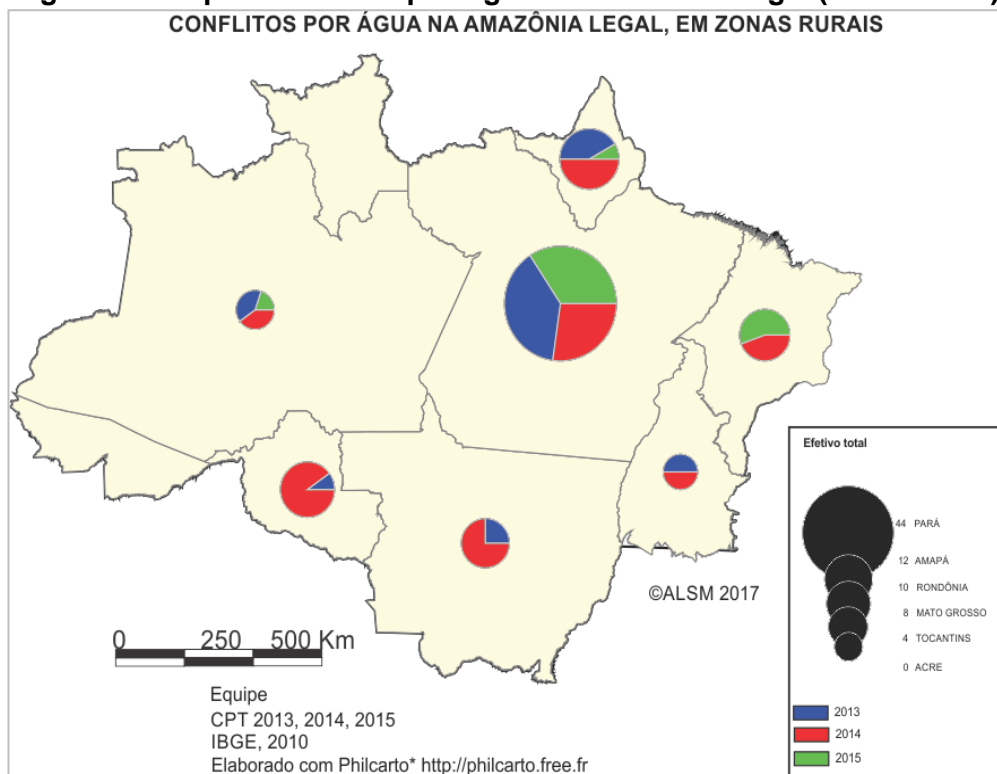 CONFLITOS POR ÁGUA NA AMAZÔNIA LEGAL, EM ZONAS RURAIS
Efetivo total
44 PARÁ
12 AMAPÁ
10 RONDÔNIA
8 MATO GROSSO
4 TOCANTINS
0 ACRE
©ALSM 2017
0 250 500 Km
2013
2014
2015
Equipe
CPT 2013, 2014, 2015
IBGE, 2010
Elaborado com Philcarto* http://philcarto.free.fr